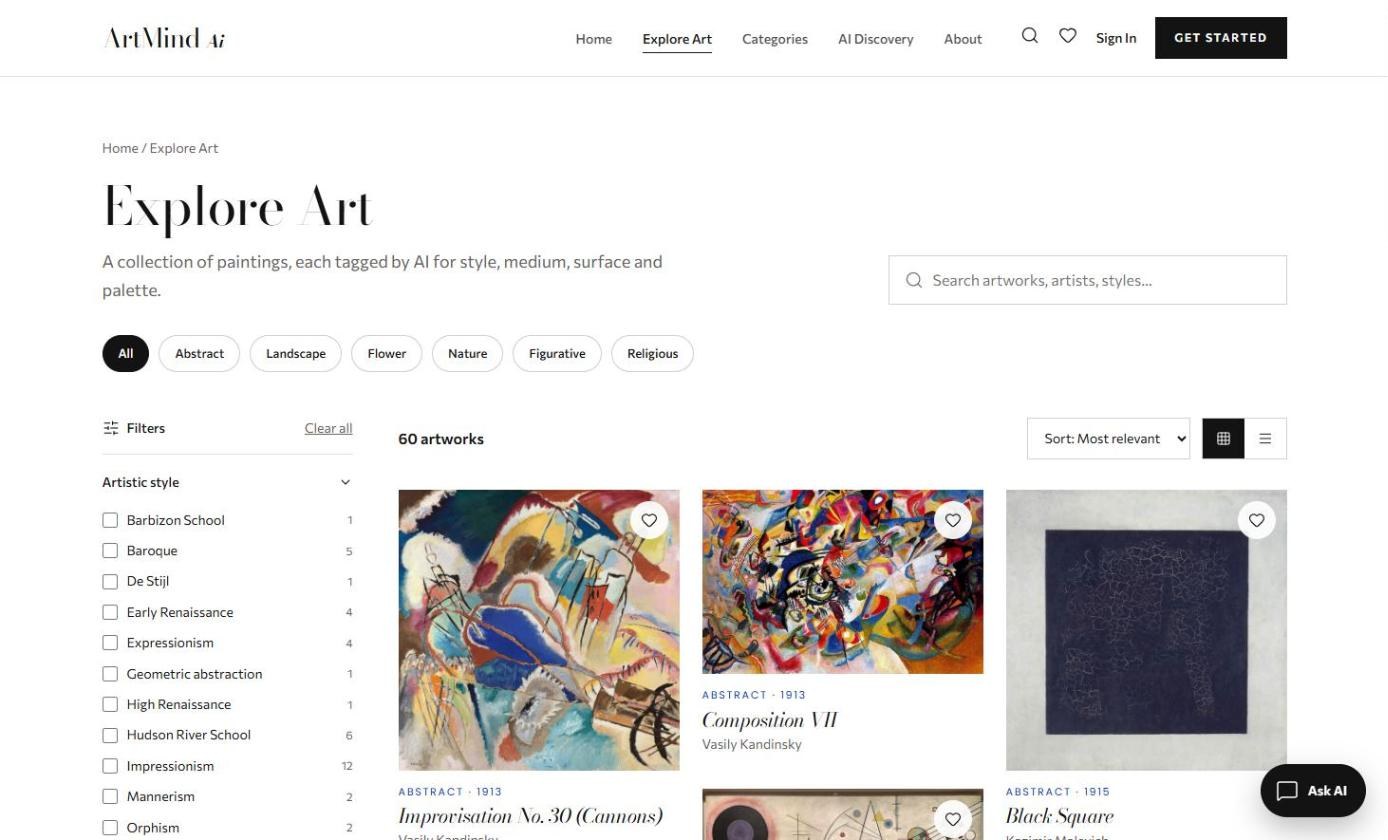 ArtMind Ai
Home
Explore Art
Categories
AI Discovery
About
Sign In
GET STARTED
Home / Explore Art
Explore Art
A collection of paintings, each tagged by AI for style, medium, surface and
palette.
Search artworks, artists, styles...
All
Abstract
Landscape
Flower
Nature
Figurative
Religious
Filters
Clear all
60 artworks
Sort: Most relevant
Artistic style
Barbizon School 1
Baroque 5
De Stijl 1
Early Renaissance 4
Expressionism 4
Geometric abstraction 1
High Renaissance 1
Hudson River School 6
Impressionism 12
Mannerism 2
Orphism 2
ABSTRACT · 1913
Improvisation No. 30 (Cannons)
Vasily Kandinsky
ABSTRACT · 1913
Composition VII
Vasily Kandinsky
ABSTRACT · 1915
Black Square
Kazimir Malevich
Ask AI